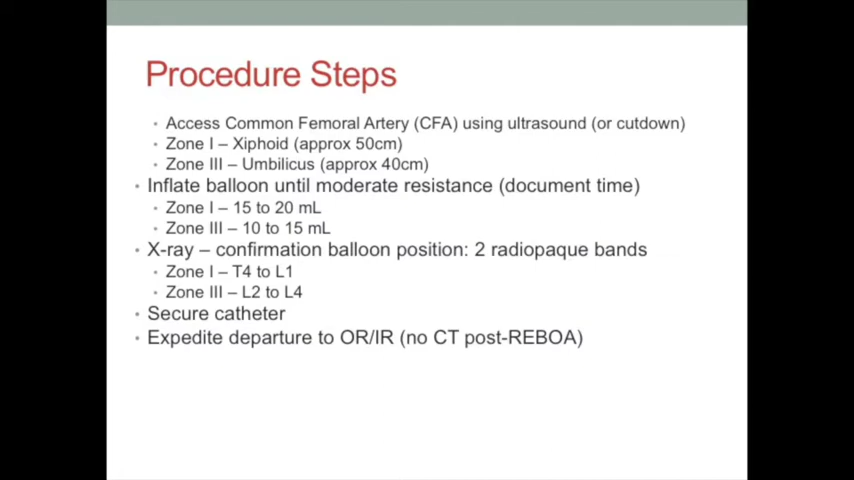 Procedure Steps
• Access Common Femoral Artery (CFA) using ultrasound (or cutdown)
• Zone I – Xiphoid (approx 50cm)
• Zone III – Umbilicus (approx 40cm)
• Inflate balloon until moderate resistance (document time)
• Zone I – 15 to 20 mL
• Zone III – 10 to 15 mL
• X-ray – confirmation balloon position: 2 radiopaque bands
• Zone I – T4 to L1
• Zone III – L2 to L4
• Secure catheter
• Expedite departure to OR/IR (no CT post-REBOA)